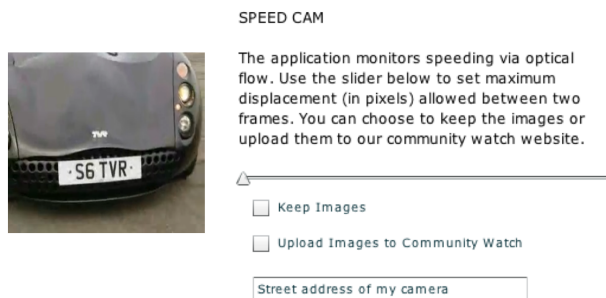 SPEED CAM
The application monitors speeding via optical
flow. Use the slider below to set maximum
displacement (in pixels) allowed between two
frames. You can choose to keep the images or
upload them to our community watch website.
TVR
·S6 TVR·
Keep Images
Upload Images to Community Watch
Street address of my camera